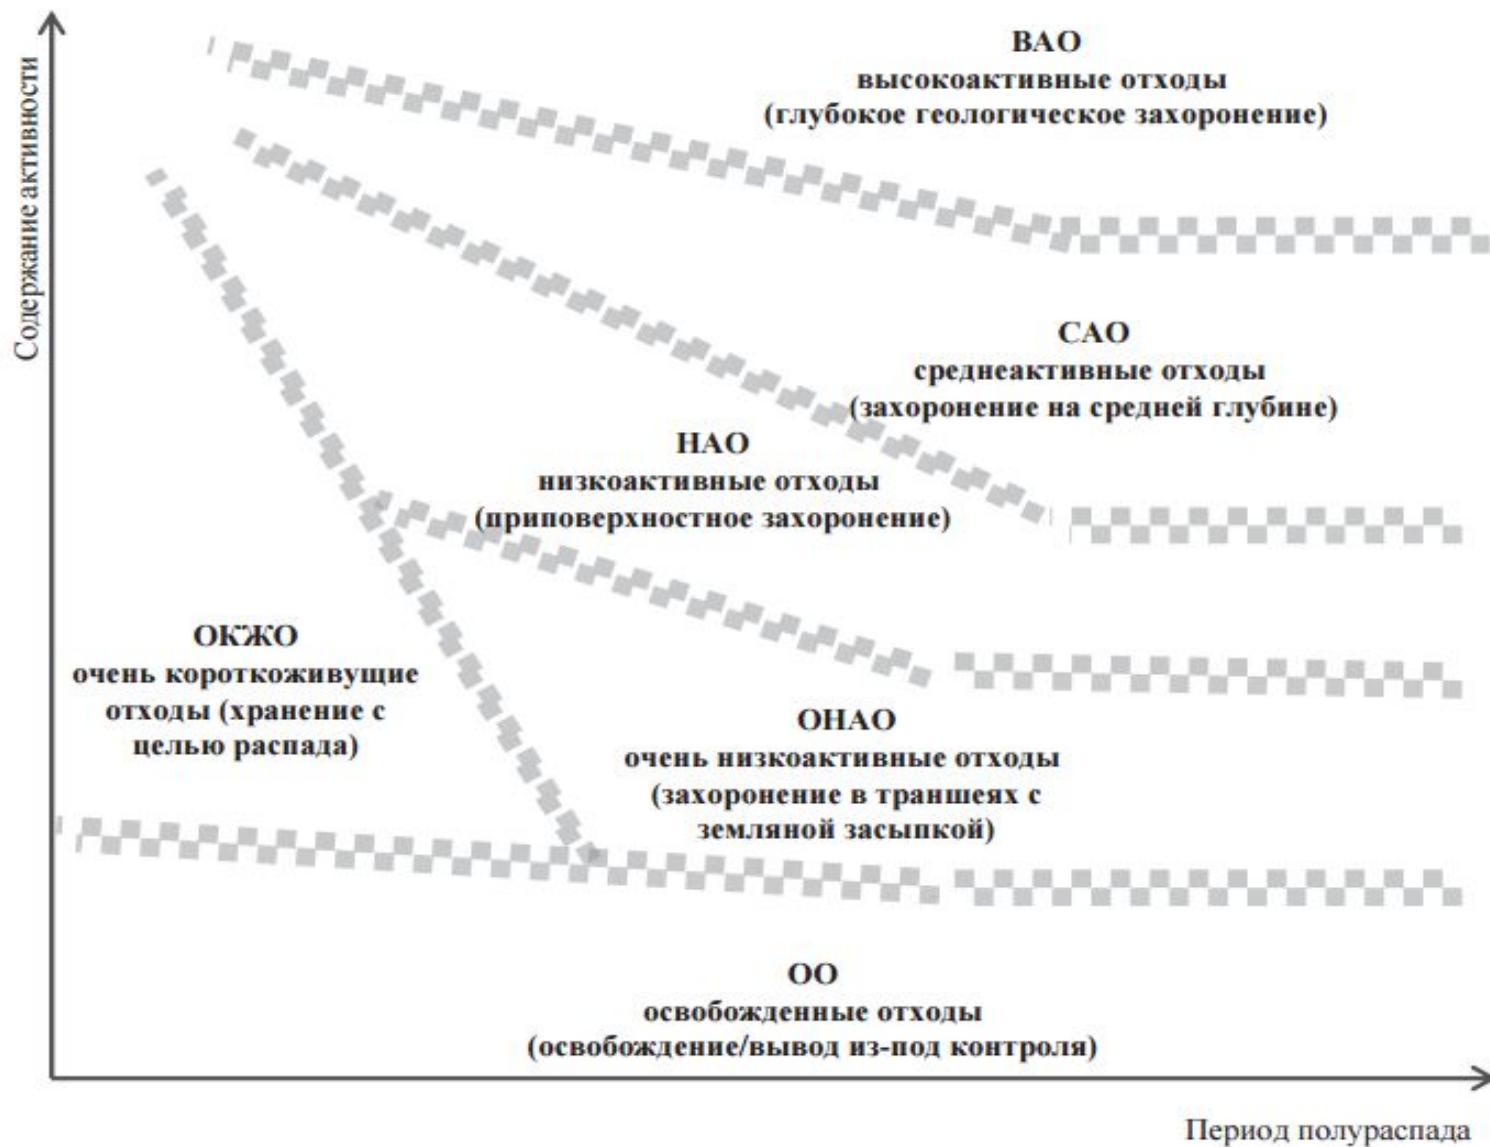 Содержание активности
ВАО
высокоактивные отходы
(глубокое геологическое захоронение)
САО
среднеактивные отходы
(захоронение на средней глубине)
НАО
низкоактивные отходы
(приповерхностное захоронение)
ОКЖО
очень короткоживущие
отходы (хранение с
целью распада)
ОНАО
очень низкоактивные отходы
(захоронение в траншеях с
земляной засыпкой)
ОО
освобожденные отходы
(освобождение/вывод из-под контроля)
Период полураспада